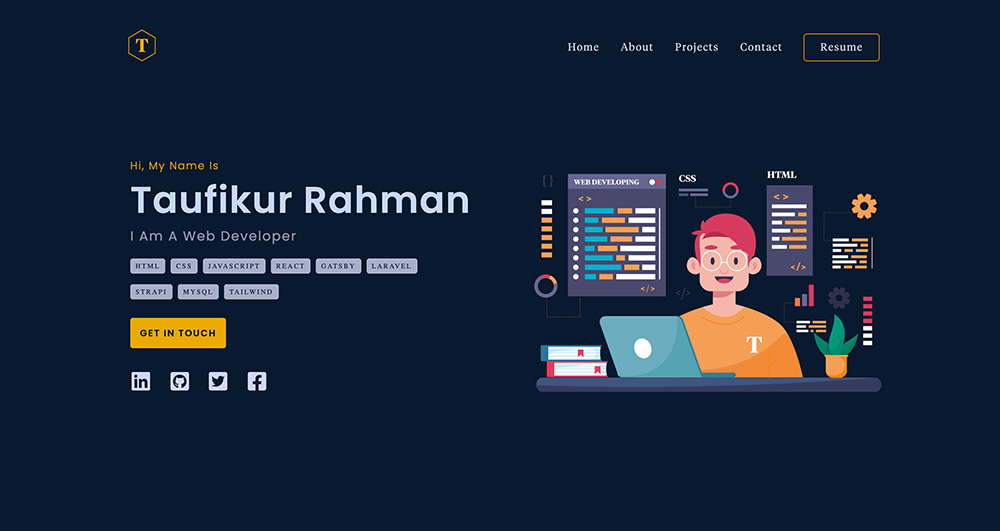 T
Home About Projects Contact Resume
Hi, My Name Is
Taufikur Rahman
I Am A Web Developer
HTML CSS JAVASCRIPT REACT GATSBY LARAVEL
STRAPI MYSQL TAILWIND
GET IN TOUCH
in
{ }
WEB DEVELOPING
< >
</>
CSS
HTML
< >
</>
</>
T